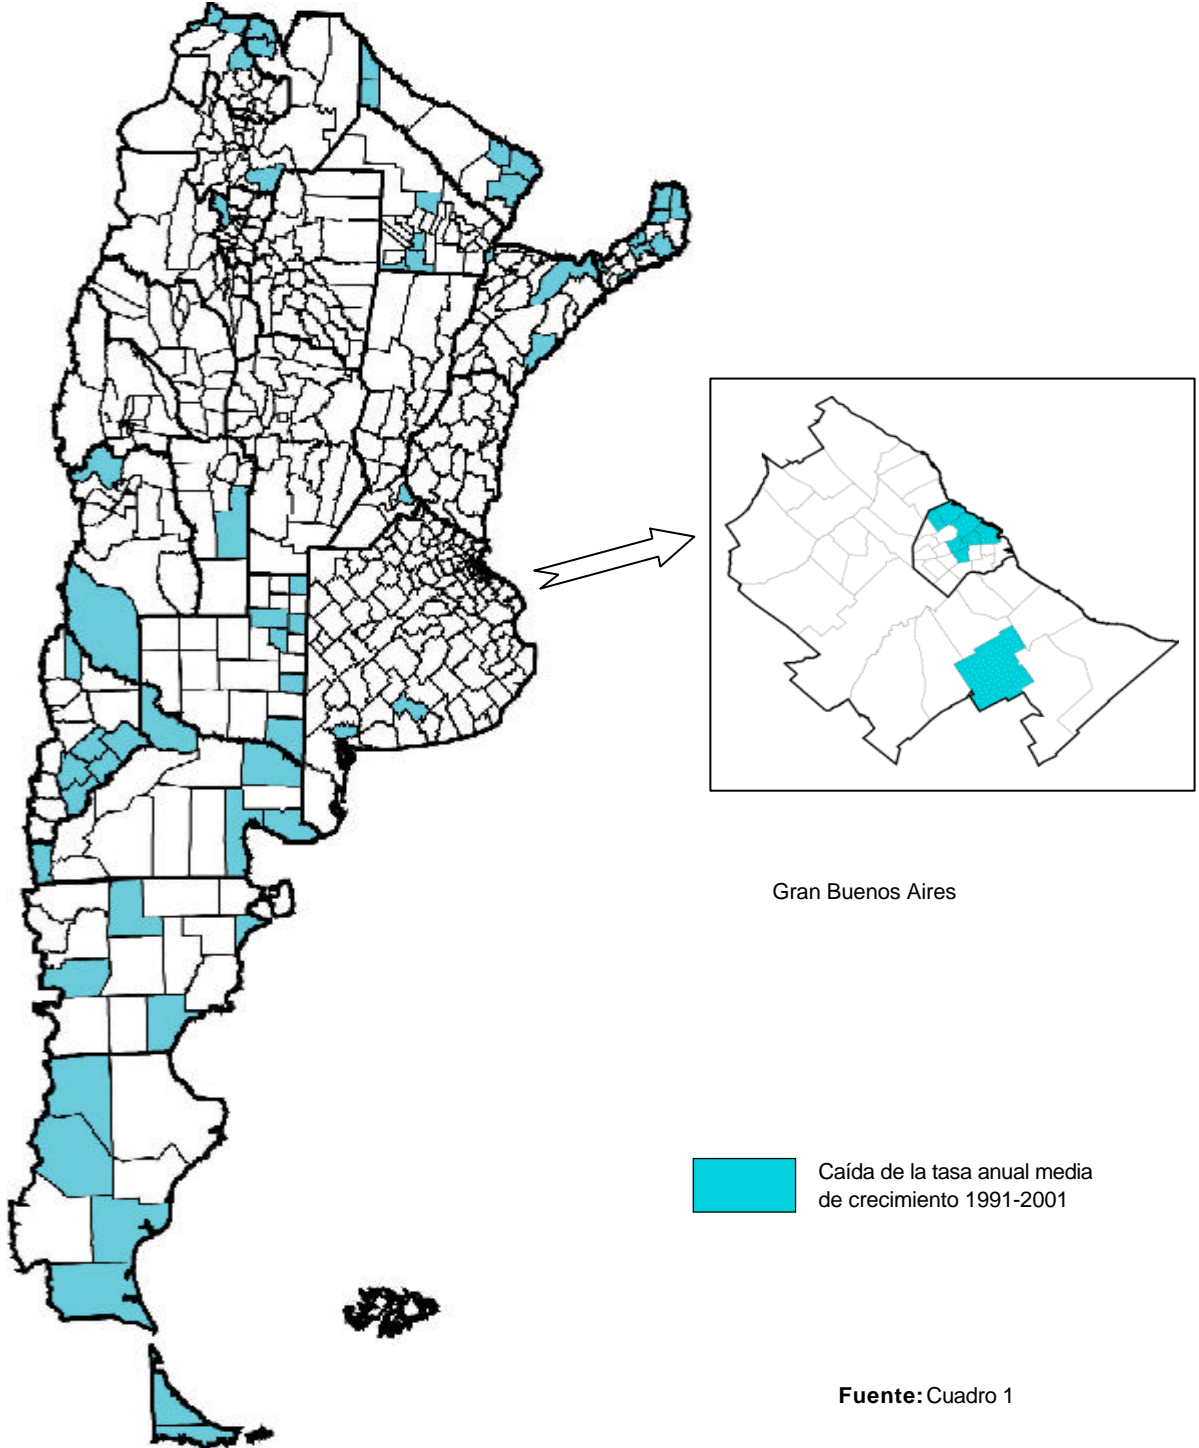 Gran Buenos Aires
Caída de la tasa anual media
de crecimiento 1991-2001
Fuente: Cuadro 1